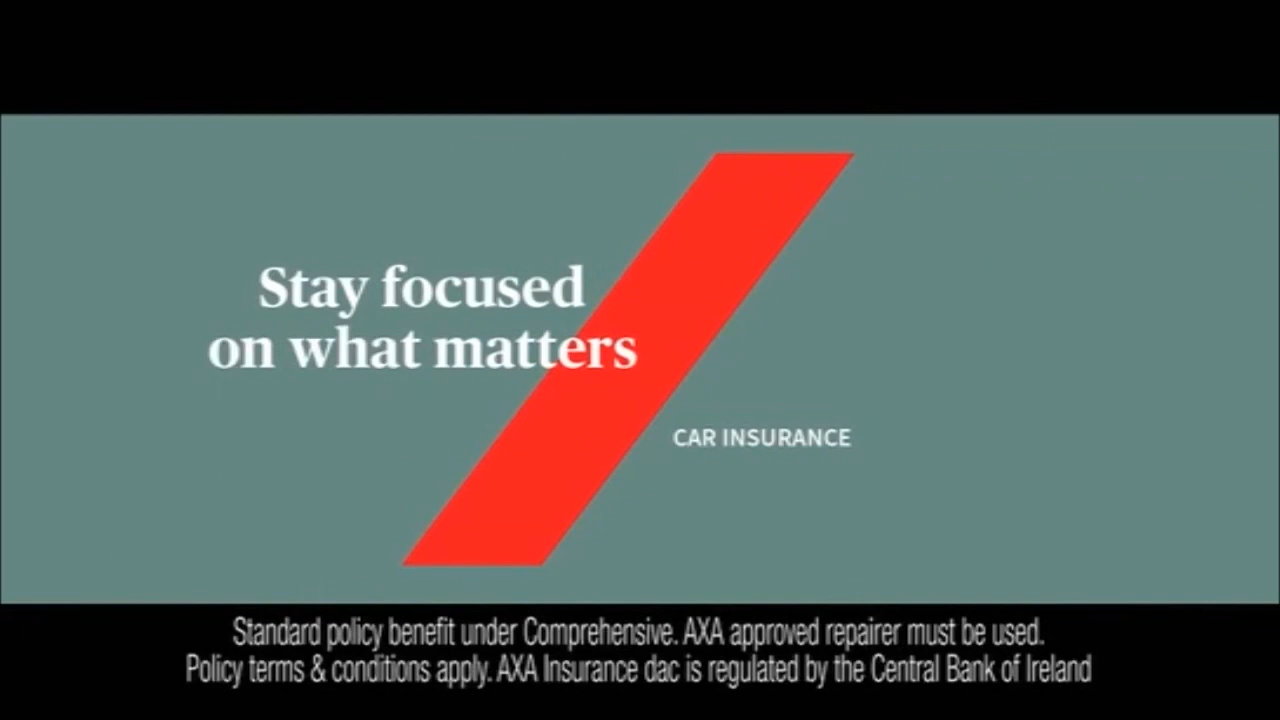 Stay focused
on what matters
CAR INSURANCE
Standard policy benefit under Comprehensive. AXA approved repairer must be used.
Policy terms & conditions apply. AXA Insurance dac is regulated by the Central Bank of Ireland